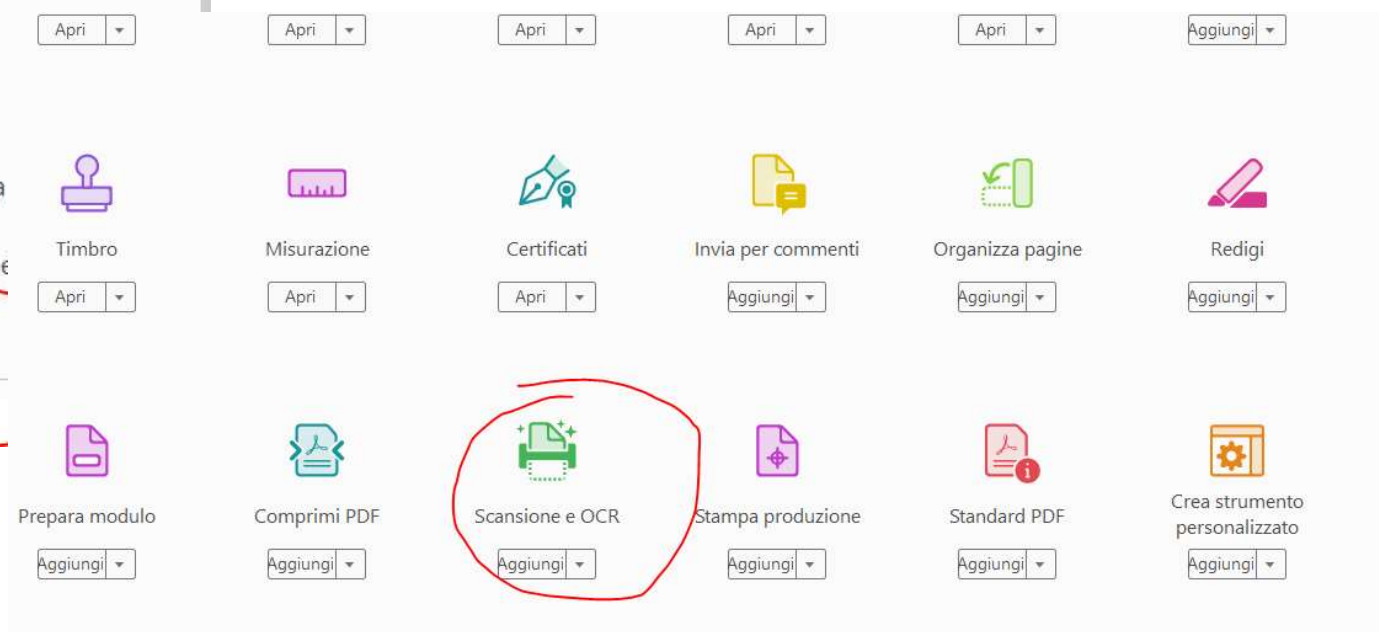 Apri Apri Apri Apri Apri Aggiungi
Timbro Misurazione Certificati Invia per commenti Organizza pagine Redigi
Apri Apri Apri Aggiungi Aggiungi Aggiungi
Prepara modulo Comprimi PDF Scansione e OCR Stampa produzione Standard PDF Crea strumento
personalizzato
Aggiungi Aggiungi Aggiungi Aggiungi Aggiungi Aggiungi